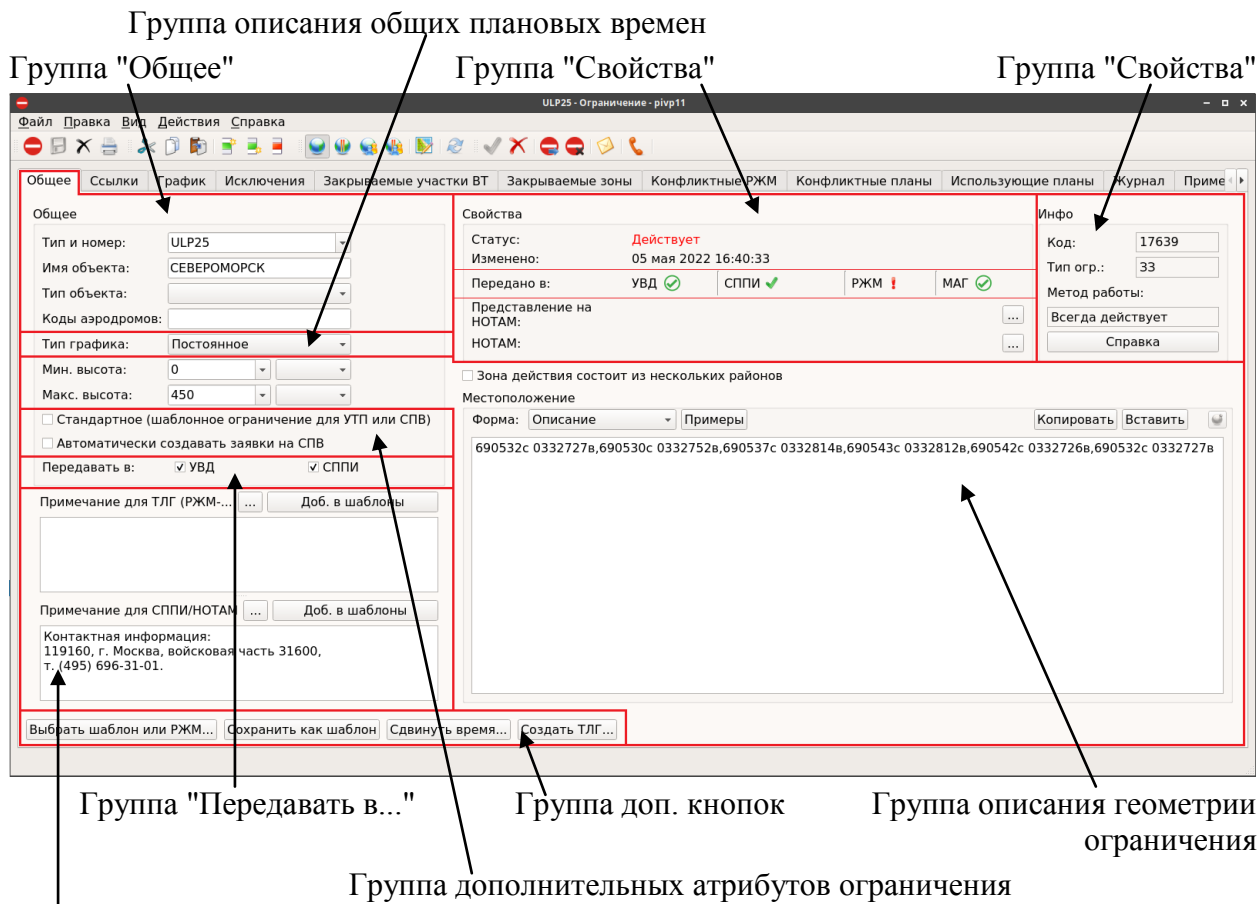 Группа описания общих плановых времен
Группа "Общее"
Группа "Свойства"
Группа "Свойства"
ULP25 - Ограничение - pivp11
Файл Правка Вид Действия Справка
Общее Ссылки График Исключения Закрываемые участки ВТ Закрываемые зоны Конфликтные РЖМ Конфликтные планы Использующие планы Журнал Приме
Общее
Тип и номер: ULP25
Имя объекта: СЕВЕРОМОРСК
Тип объекта:
Коды аэродромов:
Тип графика: Постоянное
Мин. высота: 0
Макс. высота: 450
Стандартное (шаблонное ограничение для УТП или СПВ)
Автоматически создавать заявки на СПВ
Передавать в: УВД СППИ
Примечание для ТЛГ (РЖМ-... ... Доб. в шаблоны
Примечание для СППИ/НОТАМ ... Доб. в шаблоны
Контактная информация:
119160, г. Москва, войсковая часть 31600,
т. (495) 696-31-01.
Свойства
Статус: Действует
Изменено: 05 мая 2022 16:40:33
Передано в: УВД СППИ РЖМ МАГ
Представление на
НОТАМ: ...
НОТАМ: ...
Инфо
Код: 17639
Тип огр.: 33
Метод работы:
Всегда действует
Справка
Зона действия состоит из нескольких районов
Местоположение
Форма: Описание Примеры Копировать Вставить
690532с 0332727в,690530с 0332752в,690537с 0332814в,690543с 0332812в,690542с 0332726в,690532с 0332727в
Выбрать шаблон или РЖМ... Сохранить как шаблон Сдвинуть время... Создать ТЛГ...
Группа "Передавать в..."
Группа доп. кнопок
Группа описания геометрии
ограничения
Группа дополнительных атрибутов ограничения